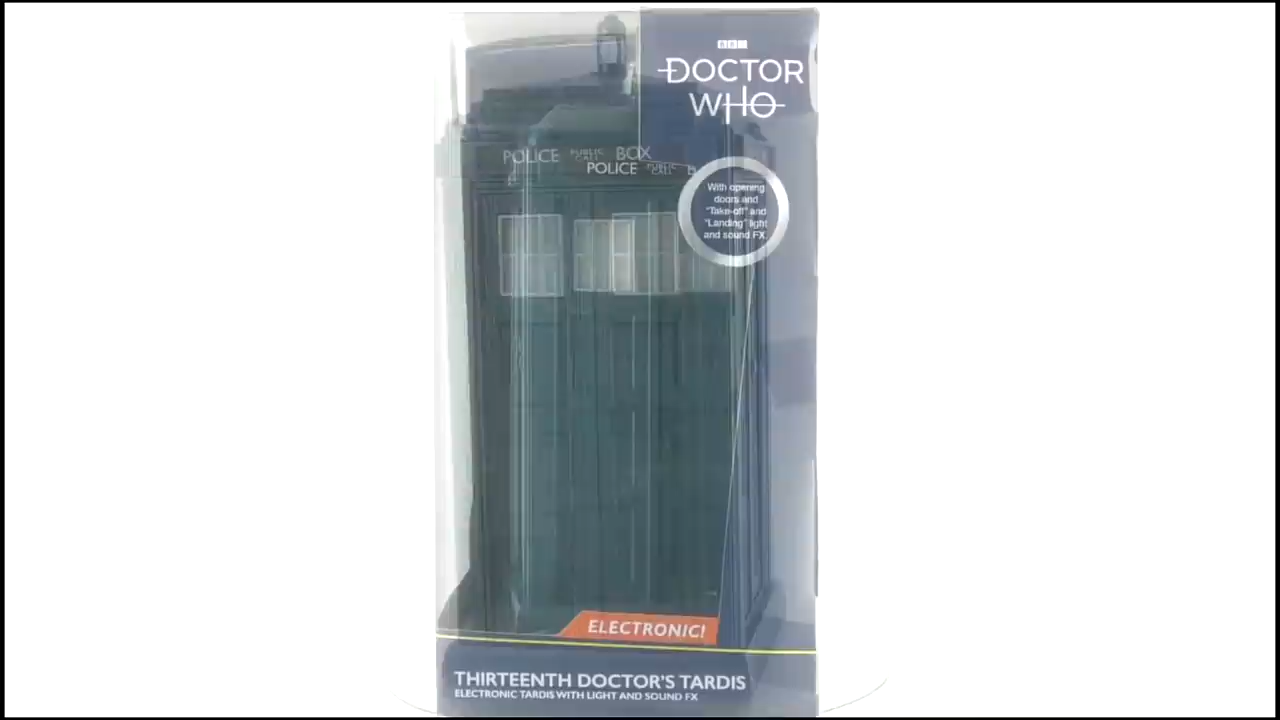 BBC
DOCTOR
WHO
POLICE PUBLIC CALL BOX
POLICE PUBLIC CALL
With opening
doors and
"Take-off" and
"Landing" light
and sound FX
ELECTRONIC!
THIRTEENTH DOCTOR'S TARDIS
ELECTRONIC TARDIS WITH LIGHT AND SOUND FX